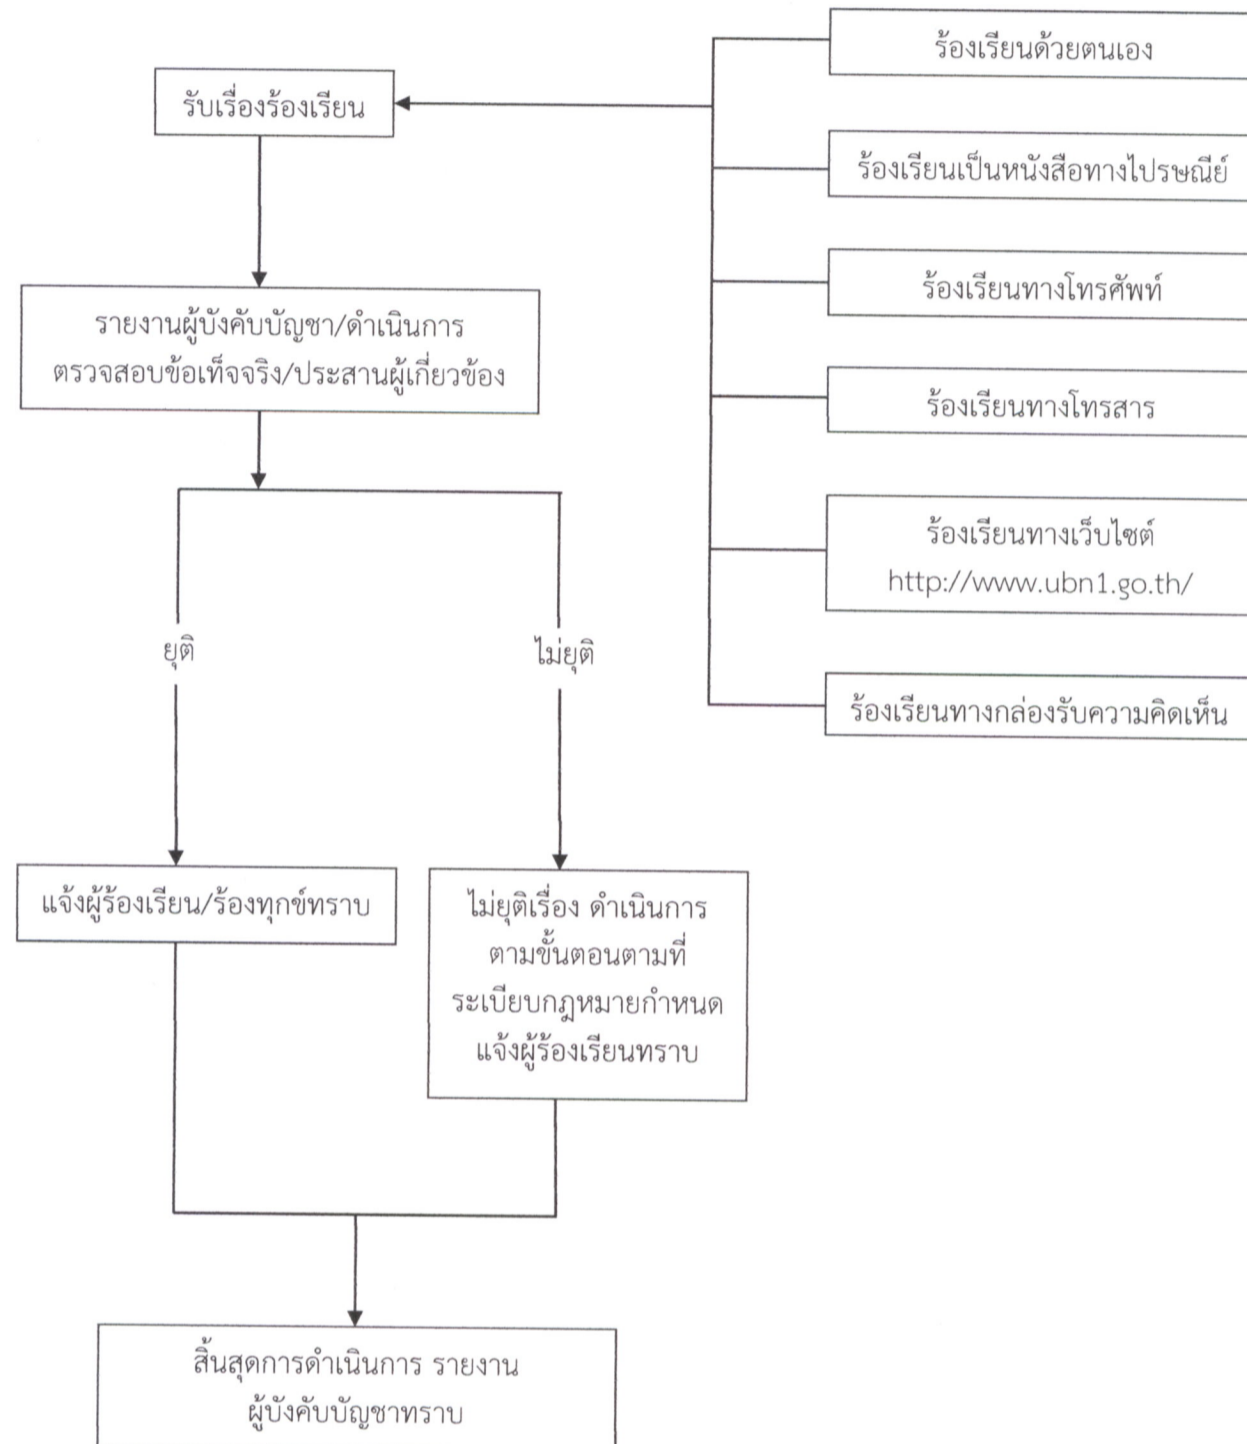 ร้องเรียนด้วยตนเอง
รับเรื่องร้องเรียน
ร้องเรียนเป็นหนังสือทางไปรษณีย์
ร้องเรียนทางโทรศัพท์
รายงานผู้บังคับบัญชา/ดำเนินการ
ตรวจสอบข้อเท็จจริง/ประสานผู้เกี่ยวข้อง
ร้องเรียนทางโทรสาร
ร้องเรียนทางเว็บไซต์
http://www.ubn1.go.th/
ยุติ
ไม่ยุติ
ร้องเรียนทางกล่องรับความคิดเห็น
แจ้งผู้ร้องเรียน/ร้องทุกข์ทราบ
ไม่ยุติเรื่อง ดำเนินการ
ตามขั้นตอนตามที่
ระเบียบกฎหมายกำหนด
แจ้งผู้ร้องเรียนทราบ
สิ้นสุดการดำเนินการ รายงาน
ผู้บังคับบัญชาทราบ